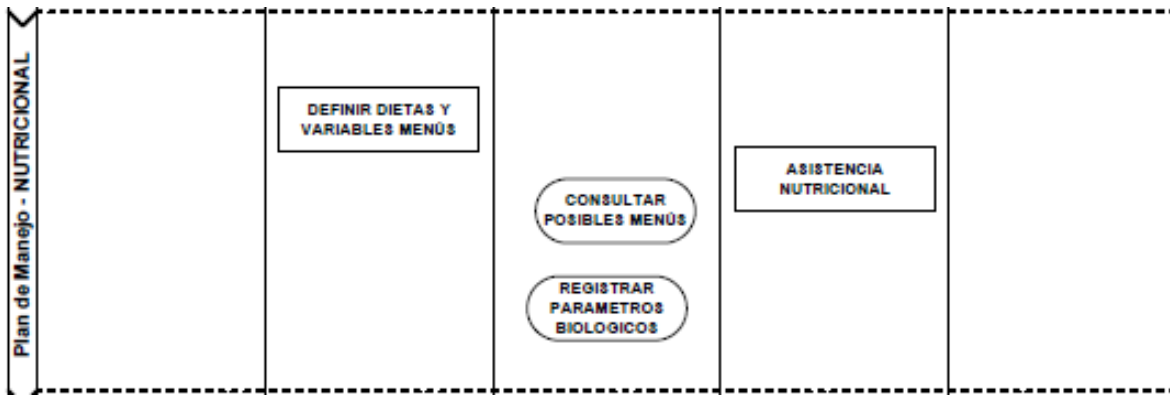 Plan de Manejo - NUTRICIONAL
DEFINIR DIETAS Y
VARIABLES MENÚS
CONSULTAR
POSIBLES MENÚS
REGISTRAR
PARAMETROS
BIOLOGICOS
ASISTENCIA
NUTRICIONAL